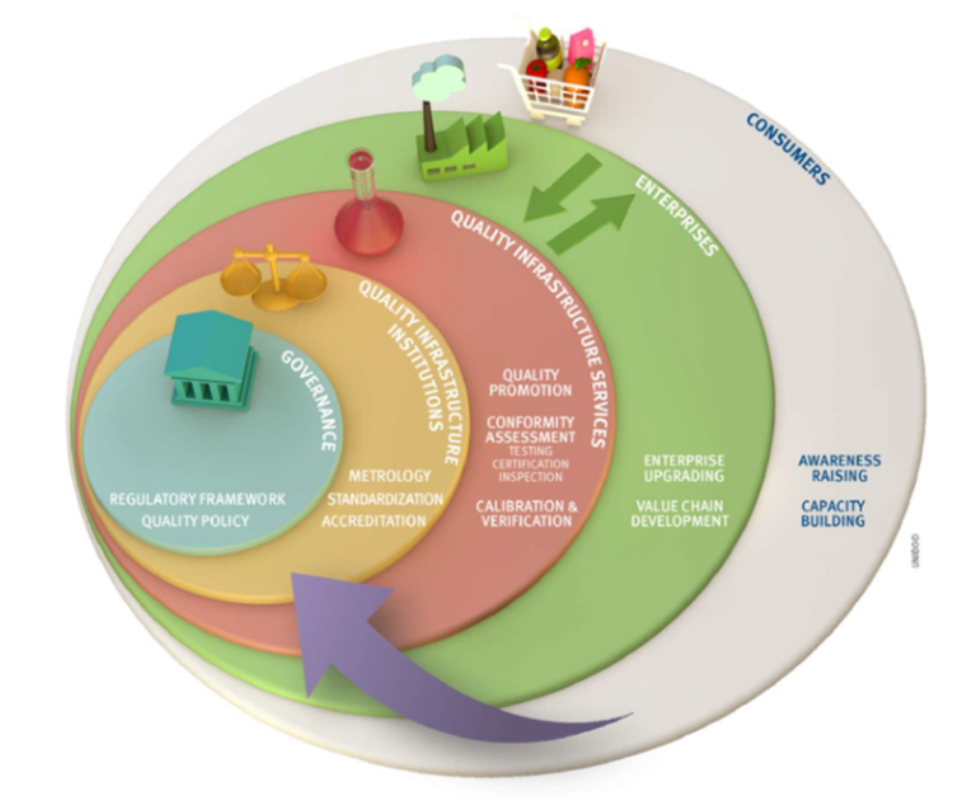 CONSUMERS
ENTERPRISES
QUALITY INFRASTRUCTURE SERVICES
QUALITY INFRASTRUCTURE
INSTITUTIONS
GOVERNANCE
REGULATORY FRAMEWORK
QUALITY POLICY
METROLOGY
STANDARDIZATION
ACCREDITATION
QUALITY
PROMOTION
CONFORMITY
ASSESSMENT
TESTING
CERTIFICATION
INSPECTION
CALIBRATION &
VERIFICATION
ENTERPRISE
UPGRADING
VALUE CHAIN
DEVELOPMENT
AWARENESS
RAISING
CAPACITY
BUILDING